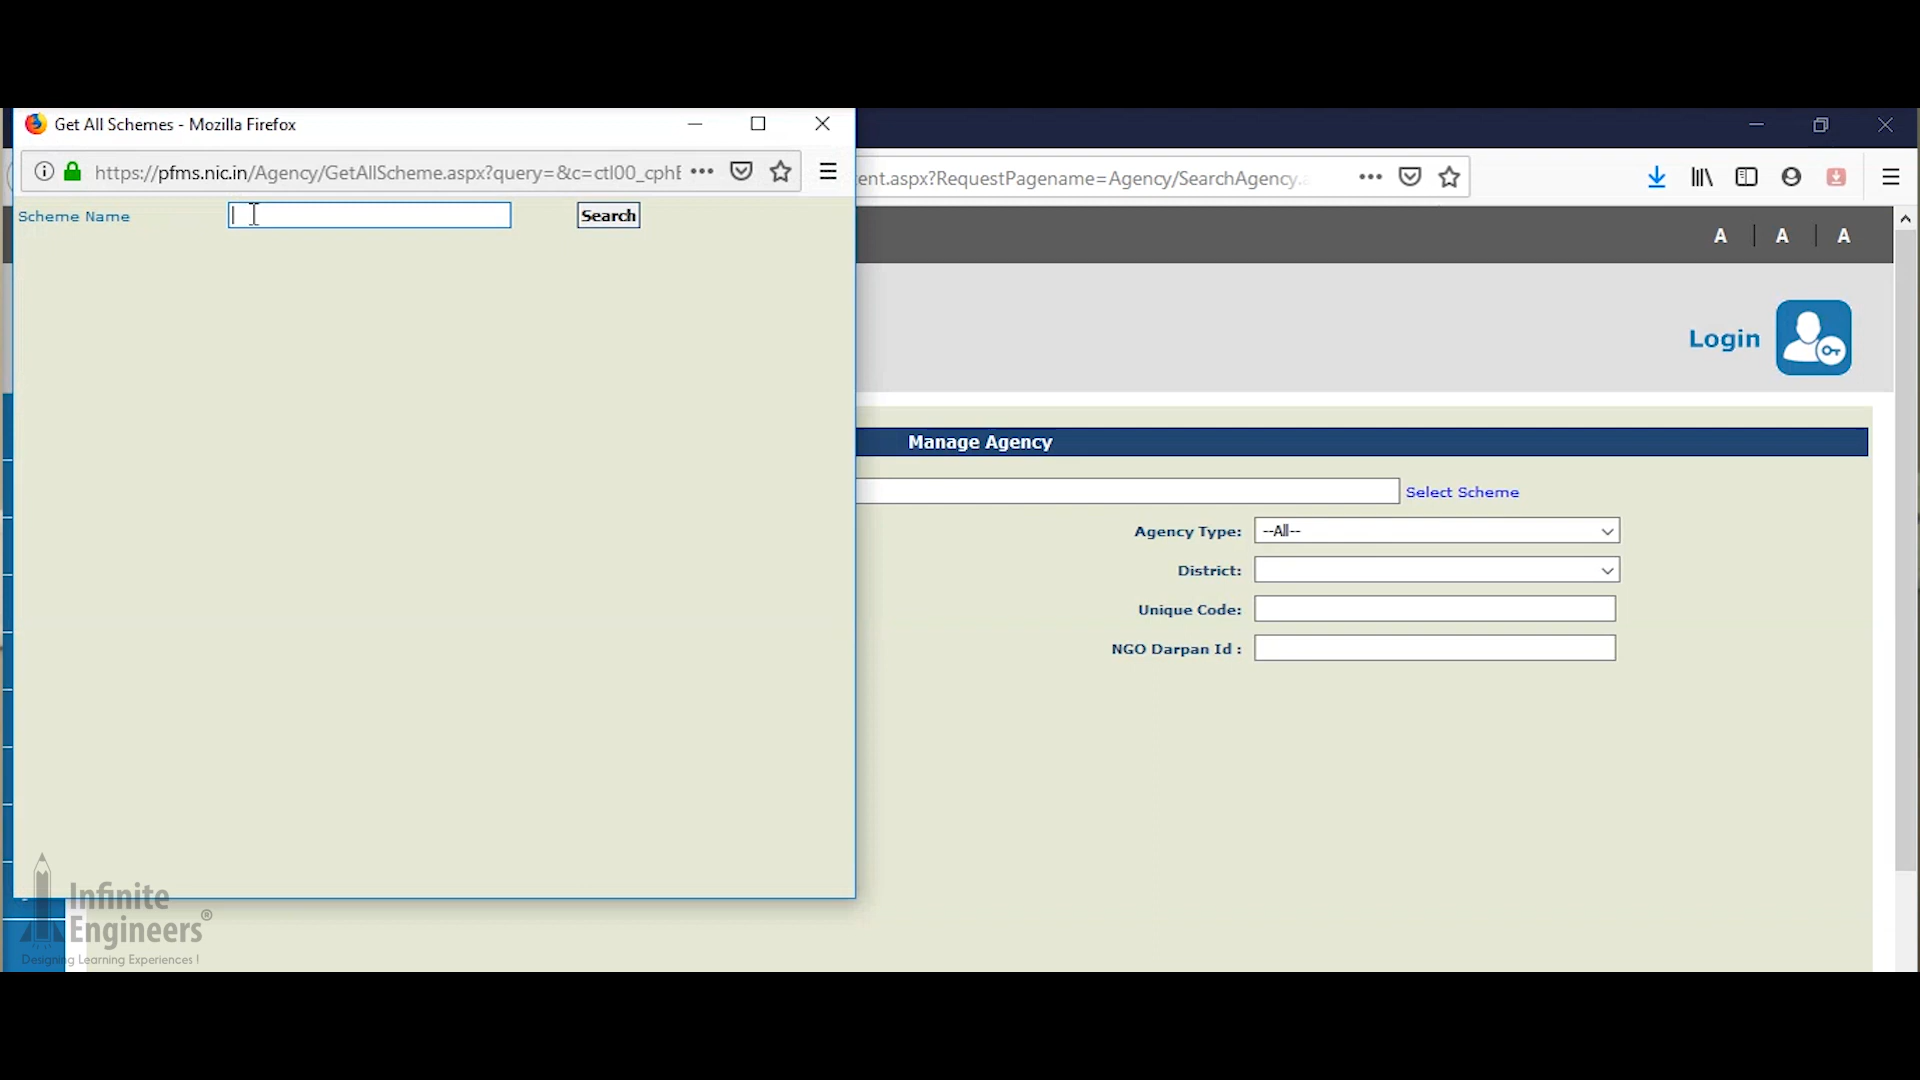 Get All Schemes - Mozilla Firefox
https://pfms.nic.in/Agency/GetAllScheme.aspx?query=&c=ctl00_cphB
ent.aspx?RequestPagename=Agency/SearchAgency.a
Scheme Name
Search
A | A | A
Login
Manage Agency
Select Scheme
Agency Type: --All--
District:
Unique Code:
NGO Darpan Id :
Infinite
Engineers®
Designing Learning Experiences !